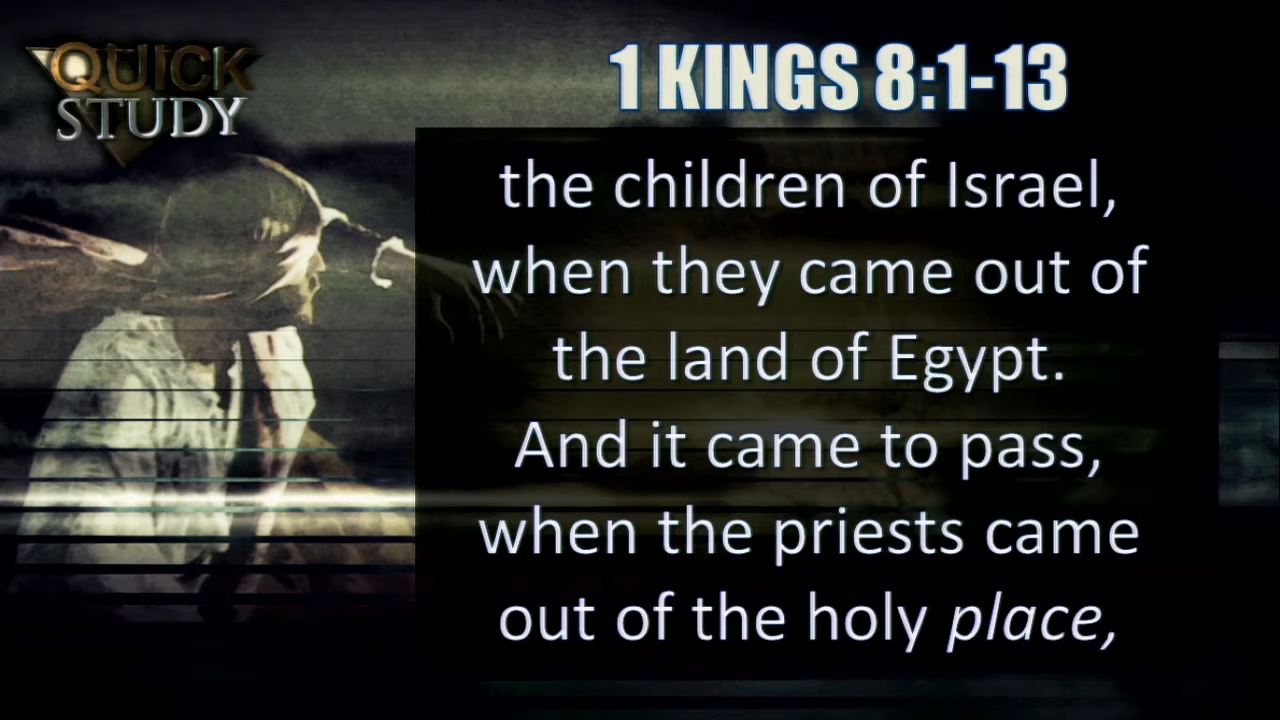 QUICK
STUDY
1 KINGS 8:1-13
the children of Israel,
when they came out of
the land of Egypt.
And it came to pass,
when the priests came
out of the holy place,